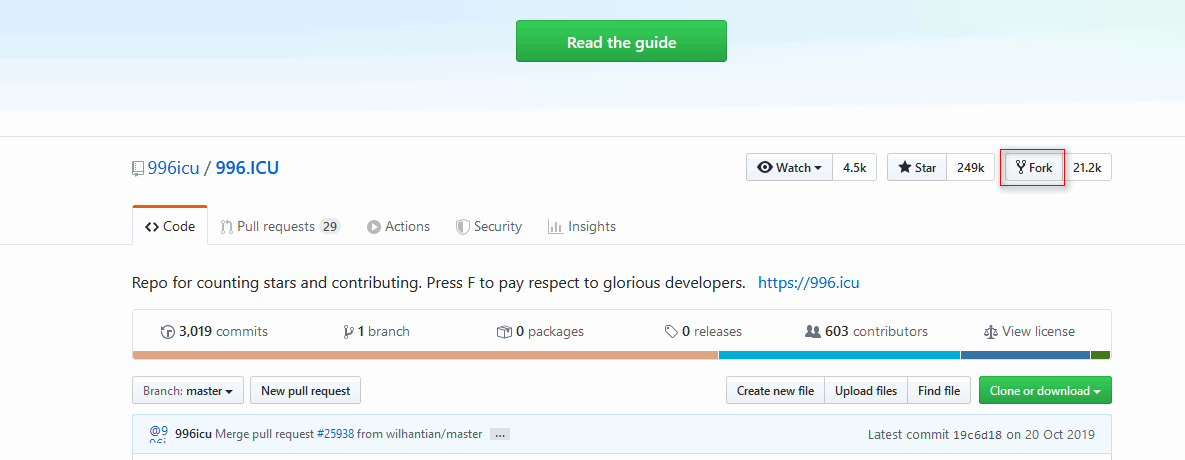 Read the guide
996icu / 996.ICU
Watch 4.5k Star 249k Fork 21.2k
Code Pull requests 29 Actions Security Insights
Repo for counting stars and contributing. Press F to pay respect to glorious developers. https://996.icu
3,019 commits 1 branch 0 packages 0 releases 603 contributors View license
Branch: master New pull request Create new file Upload files Find file Clone or download
996icu Merge pull request #25938 from wilhantian/master ... Latest commit 19c6d18 on 20 Oct 2019